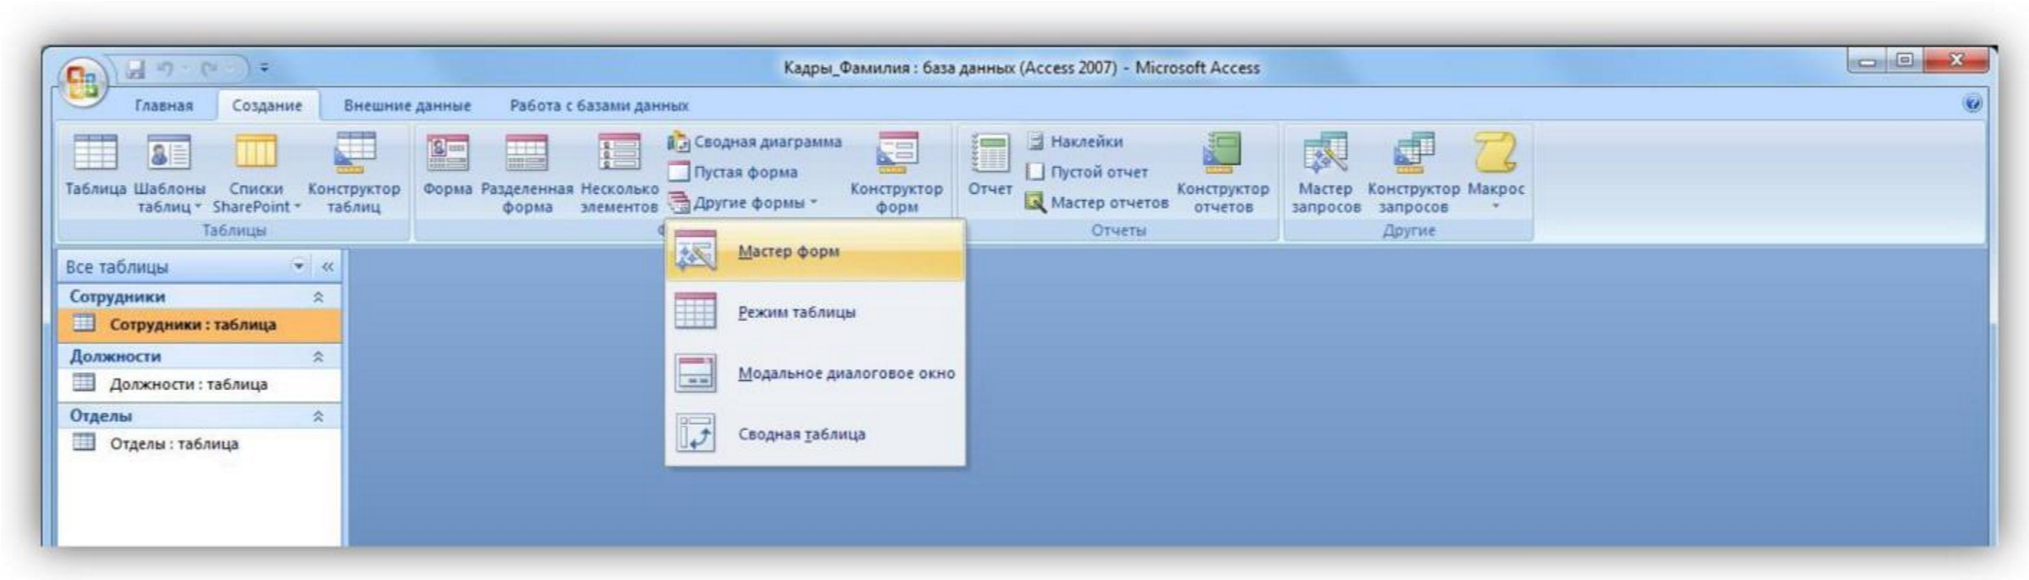 Кадры_Фамилия : база данных (Access 2007) - Microsoft Access
Главная Создание Внешние данные Работа с базами данных
Таблица
Шаблоны
таблиц
Списки
SharePoint
Конструктор
таблиц
Таблицы
Форма
Разделенная
форма
Несколько
элементов
Сводная диаграмма
Пустая форма
Другие формы
Конструктор
форм
Отчет
Наклейки
Пустой отчет
Мастер отчетов
Конструктор
отчетов
Отчеты
Мастер
запросов
Конструктор
запросов
Макрос
Другие
Мастер форм
Режим таблицы
Модальное диалоговое окно
Сводная таблица
Все таблицы
Сотрудники
Сотрудники : таблица
Должности
Должности : таблица
Отделы
Отделы : таблица